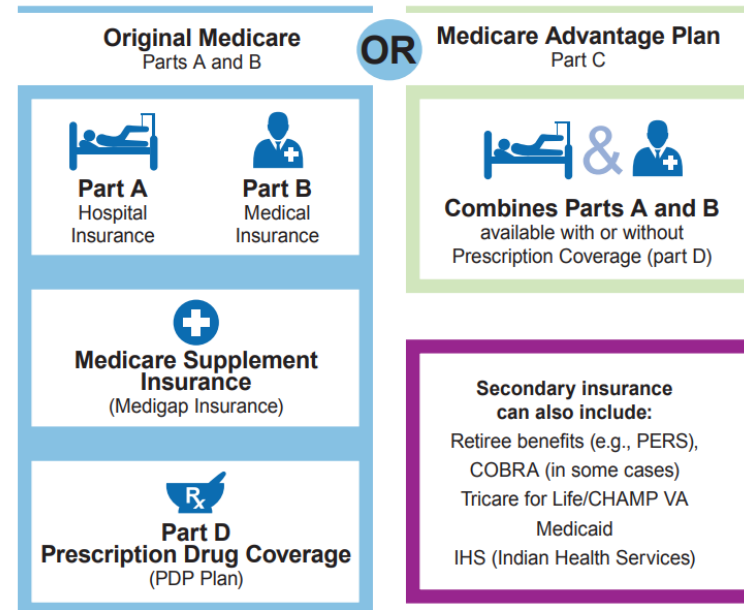 Original Medicare
Parts A and B
OR
Medicare Advantage Plan
Part C
Part A
Hospital
Insurance
Part B
Medical
Insurance
Medicare Supplement
Insurance
(Medigap Insurance)
Rx
Part D
Prescription Drug Coverage
(PDP Plan)
&
Combines Parts A and B
available with or without
Prescription Coverage (part D)
Secondary insurance
can also include:
Retiree benefits (e.g., PERS),
COBRA (in some cases)
Tricare for Life/CHAMP VA
Medicaid
IHS (Indian Health Services)